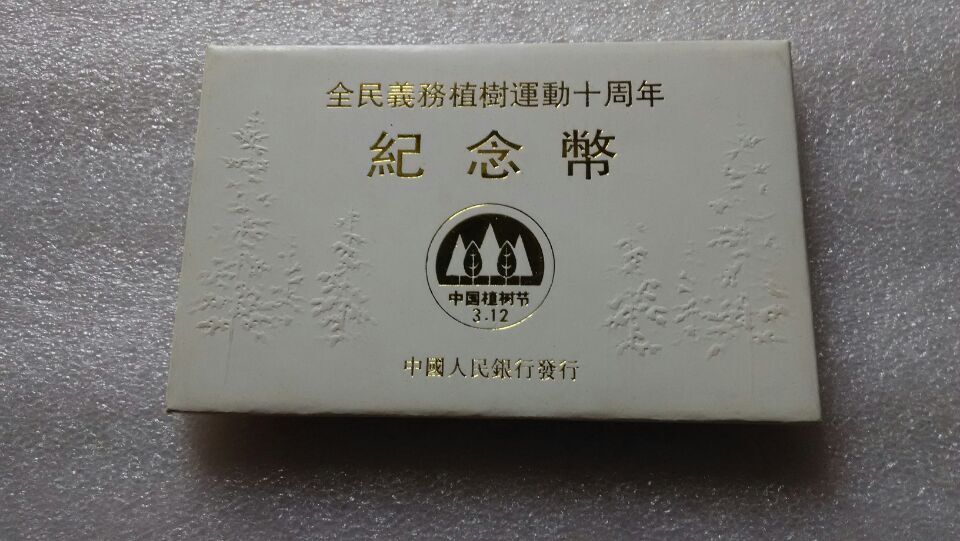 全民義務植樹運動十周年
紀念幣
中国植树节
3.12
中國人民銀行發行